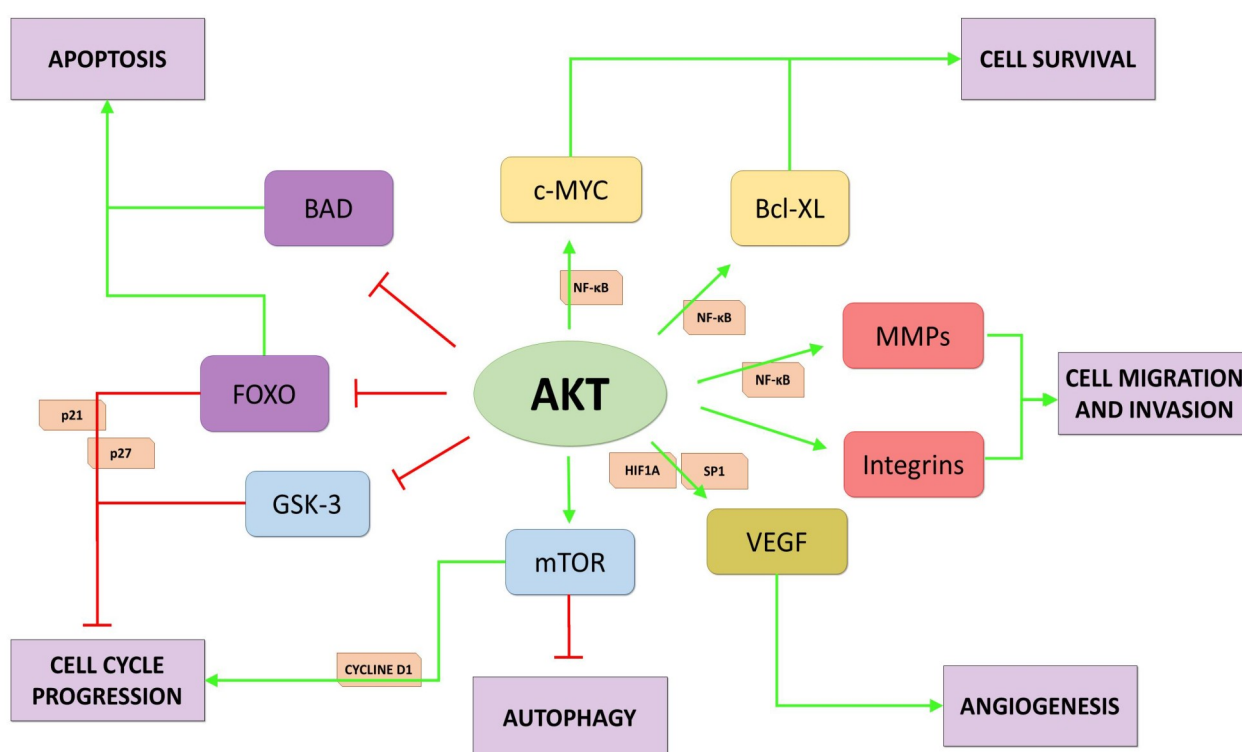 APOPTOSIS
CELL SURVIVAL
BAD
c-MYC
Bcl-XL
NF-κB
NF-κB
MMPs
NF-κB
CELL MIGRATION
AND INVASION
FOXO
AKT
p21
p27
Integrins
HIF1A
SP1
GSK-3
mTOR
VEGF
CELL CYCLE
PROGRESSION
CYCLINE D1
AUTOPHAGY
ANGIOGENESIS